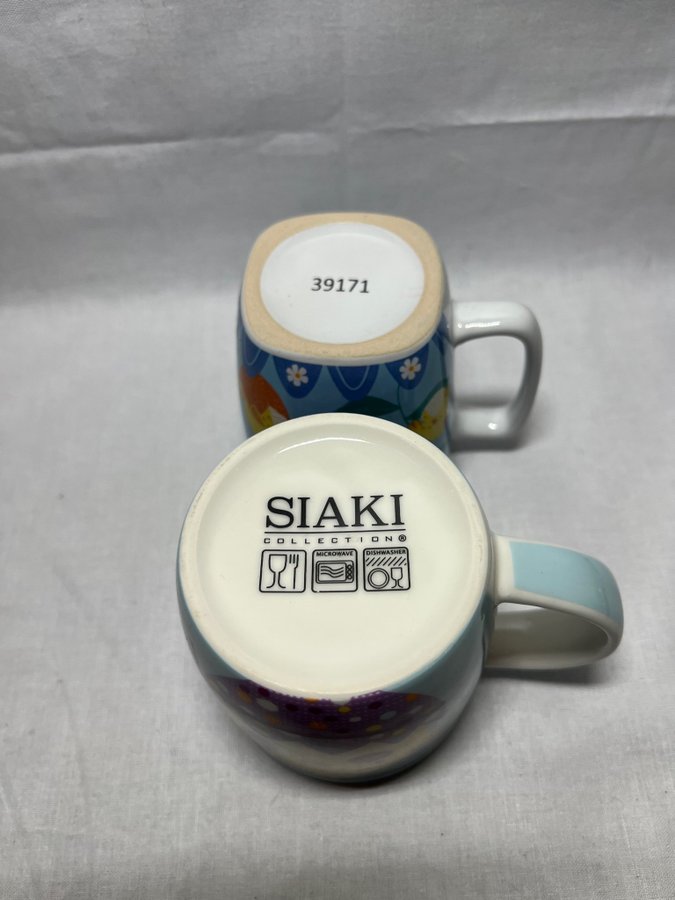 39171
SIAKI
COLLECTION®
MICROWAVE DISHWASHER